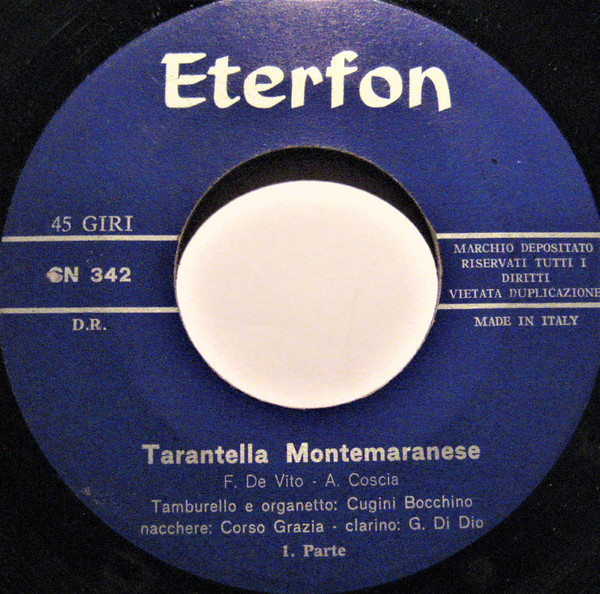 Eterfon
45 GIRI
GN 342
D.R.
MARCHIO DEPOSITATO
RISERVATI TUTTI I
DIRITTI
VIETATA DUPLICAZIONE
MADE IN ITALY
Tarantella Montemaranese
F. De Vito - A. Coscia
Tamburello e organetto: Cugini Bocchino
nacchere: Corso Grazia - clarino: G. Di Dio
1. Parte